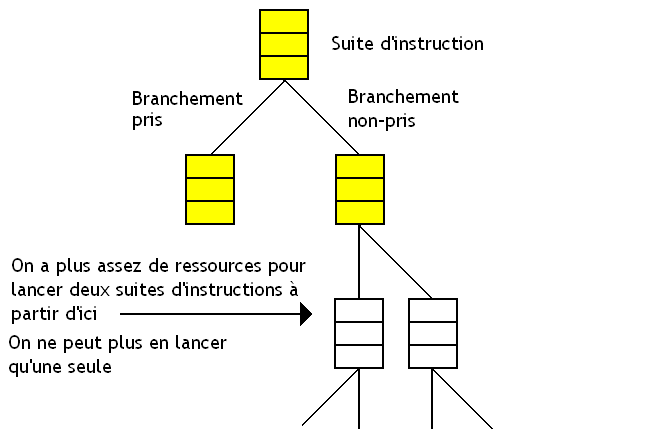 Suite d'instruction
Branchement
pris
Branchement
non-pris
On a plus assez de ressources pour
lancer deux suites d'instructions à
partir d'ici
On ne peut plus en lancer
qu'une seule